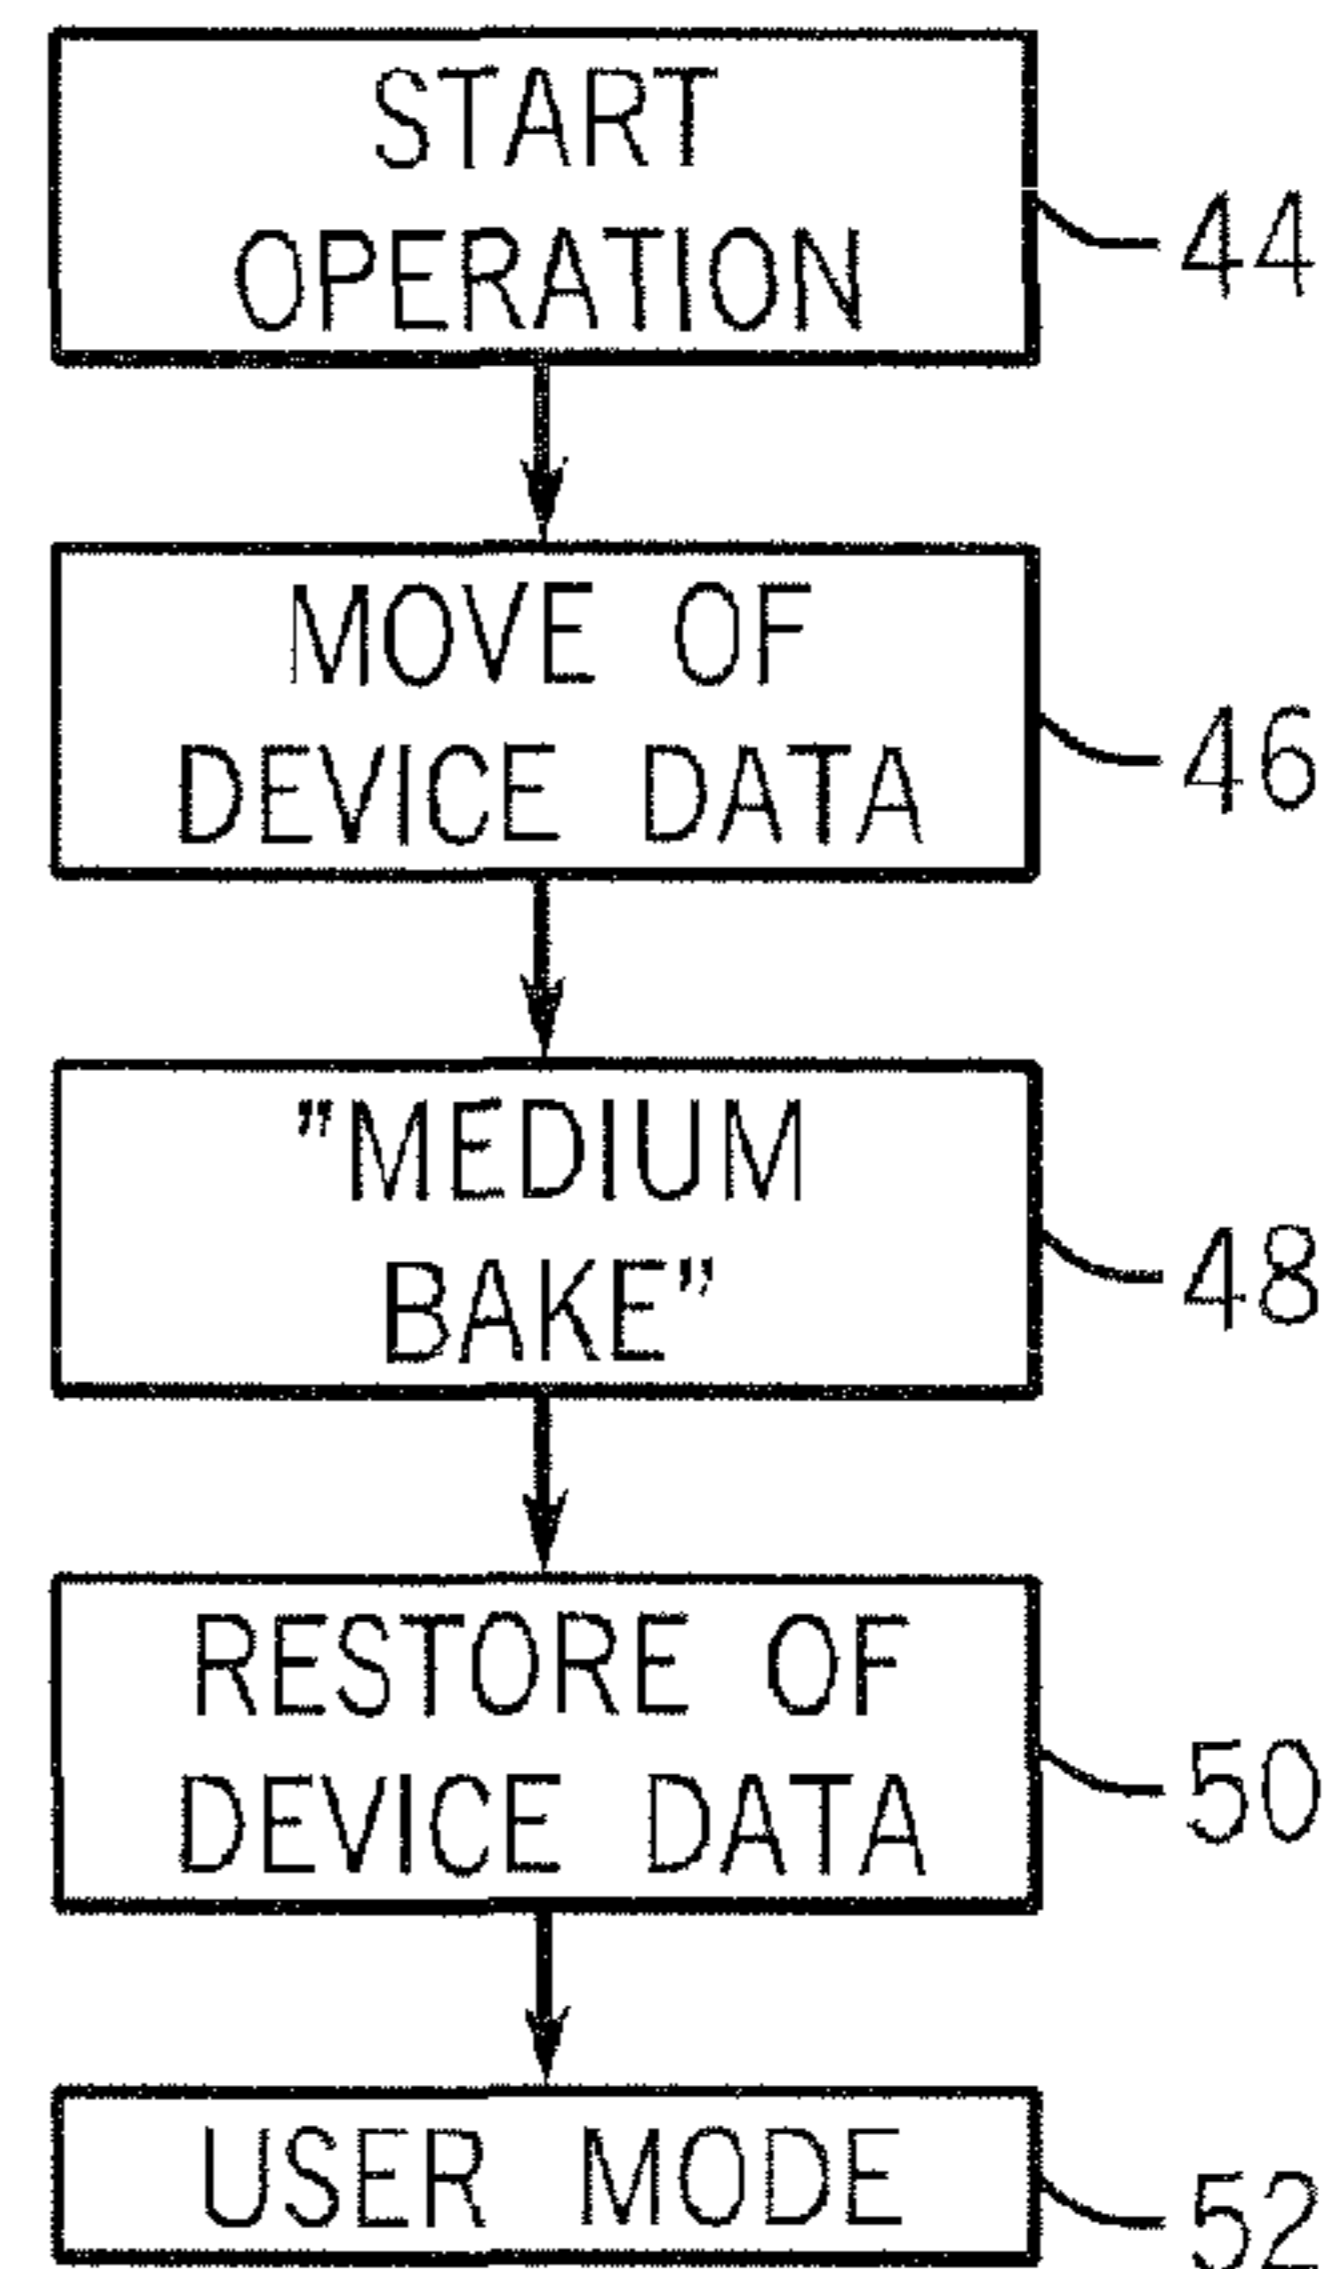 START
OPERATION
44
MOVE OF
DEVICE DATA
46
"MEDIUM
BAKE"
48
RESTORE OF
DEVICE DATA
50
USER MODE
52